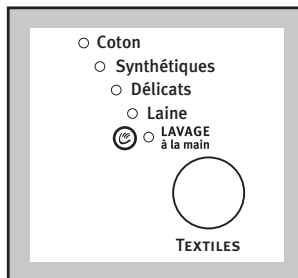 Coton
Synthétiques
Délicats
Laine
LAVAGE
à la main
TEXTILES